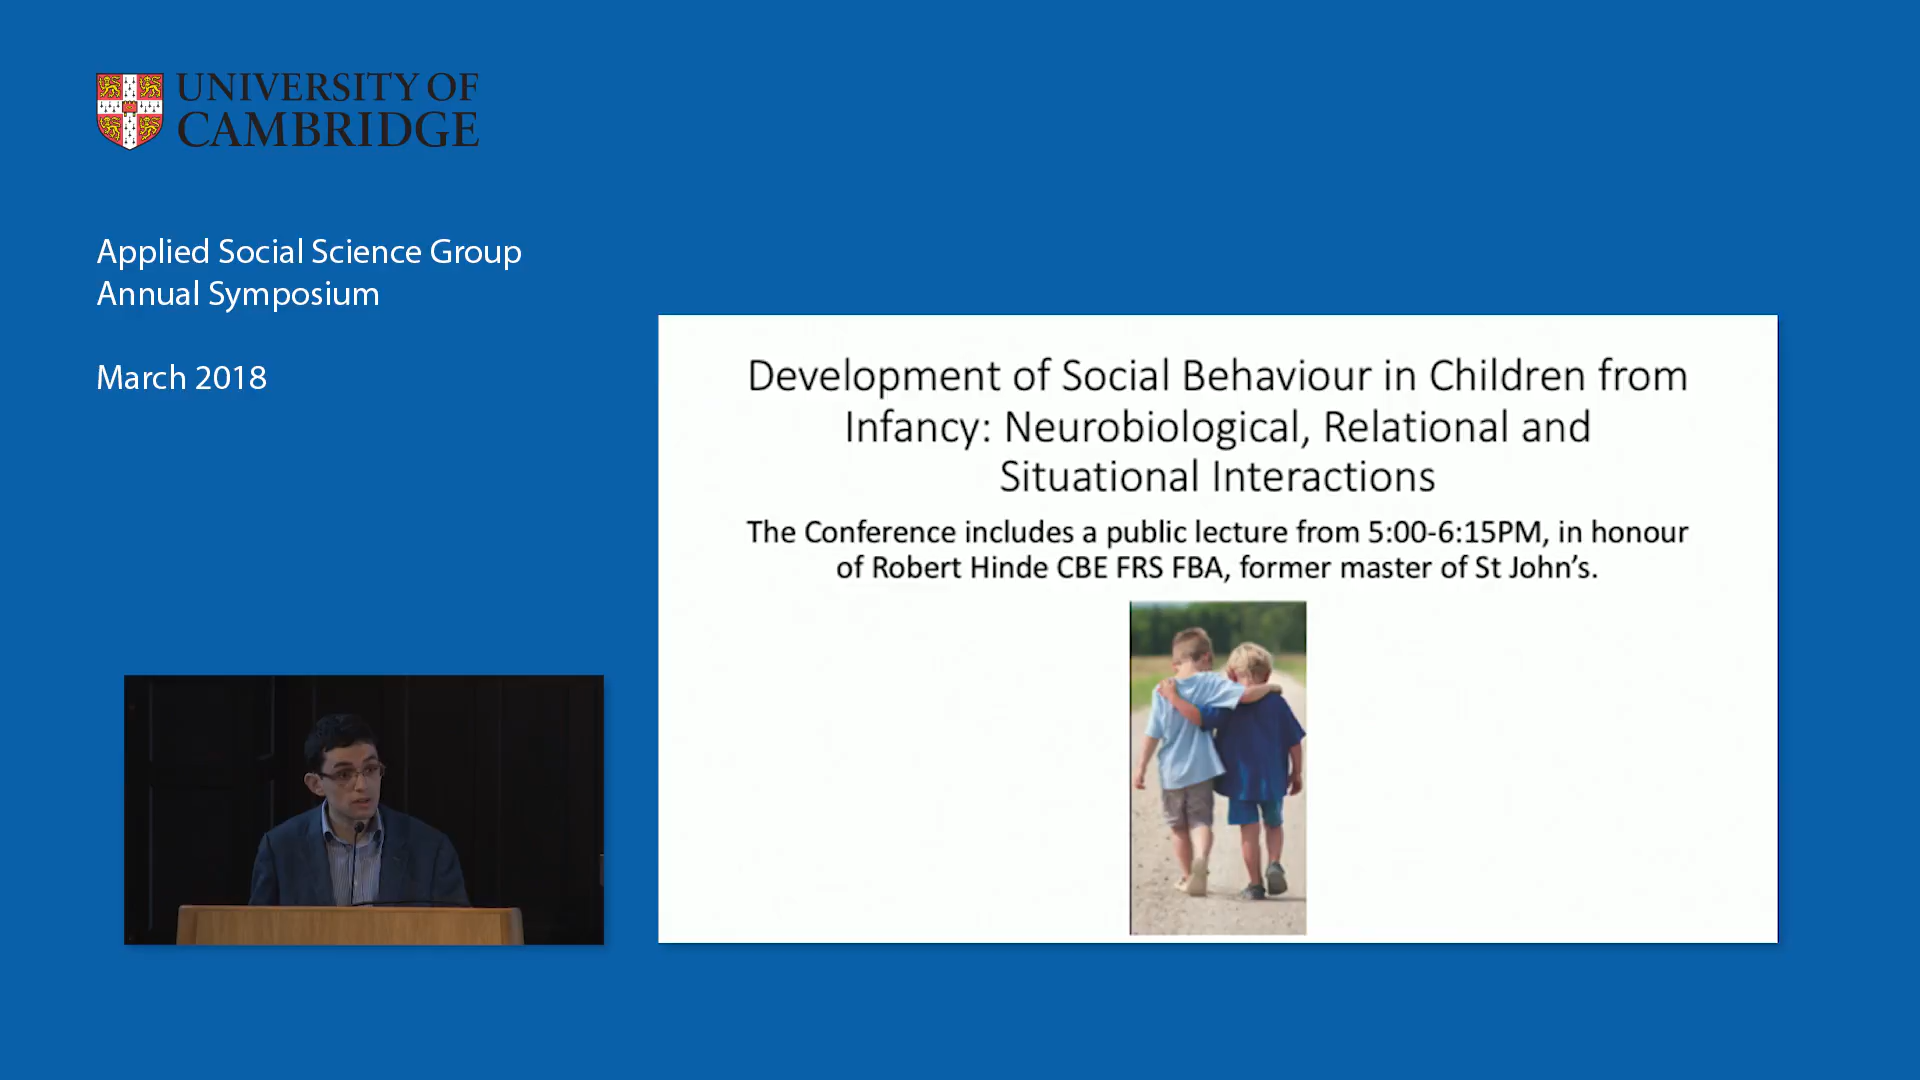 UNIVERSITY OF
CAMBRIDGE
Applied Social Science Group
Annual Symposium
March 2018
Development of Social Behaviour in Children from
Infancy: Neurobiological, Relational and
Situational Interactions
The Conference includes a public lecture from 5:00-6:15PM, in honour
of Robert Hinde CBE FRS FBA, former master of St John’s.